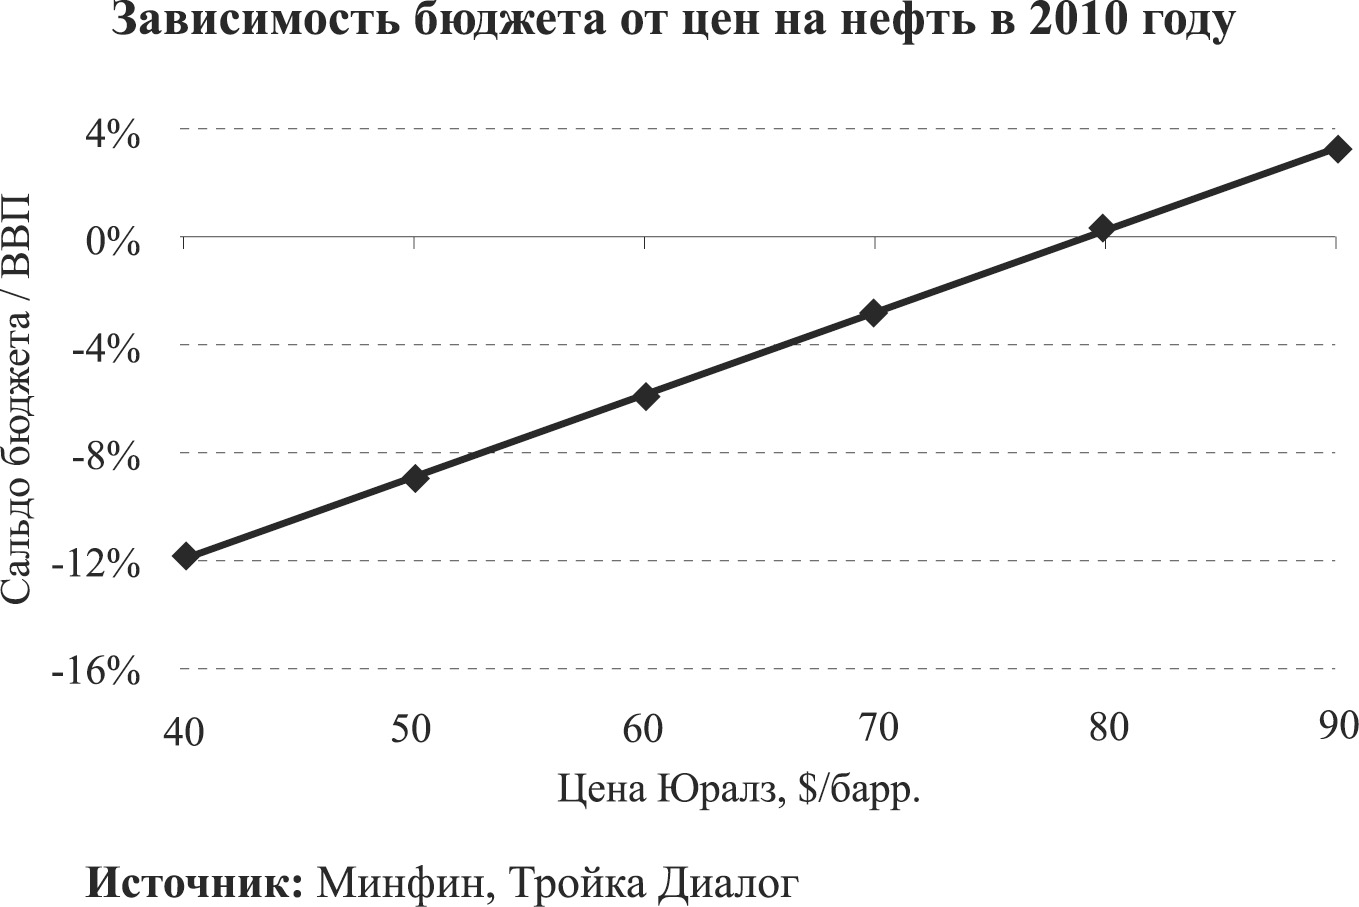 Зависимость бюджета от цен на нефть в 2010 году
4%
0%
-4%
-8%
-12%
-16%
Сальдо бюджета / ВВП
40 50 60 70 80 90
Цена Юралз, $/барр.
Источник: Минфин, Тройка Диалог